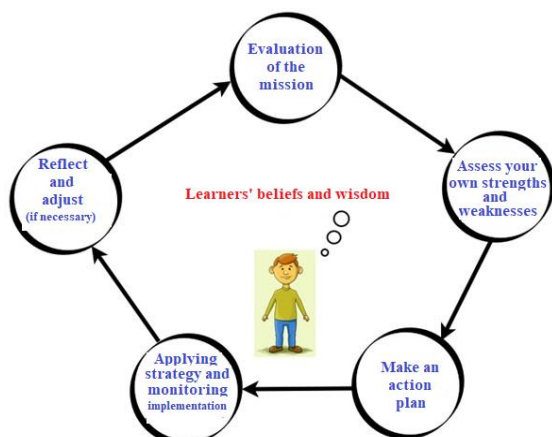 Evaluation
of the
mission
Assess your
own strengths
and
weaknesses
Make an
action
plan
Applying
strategy and
monitoring
implementation
Reflect
and
adjust
(if necessary)
Learners' beliefs and wisdom